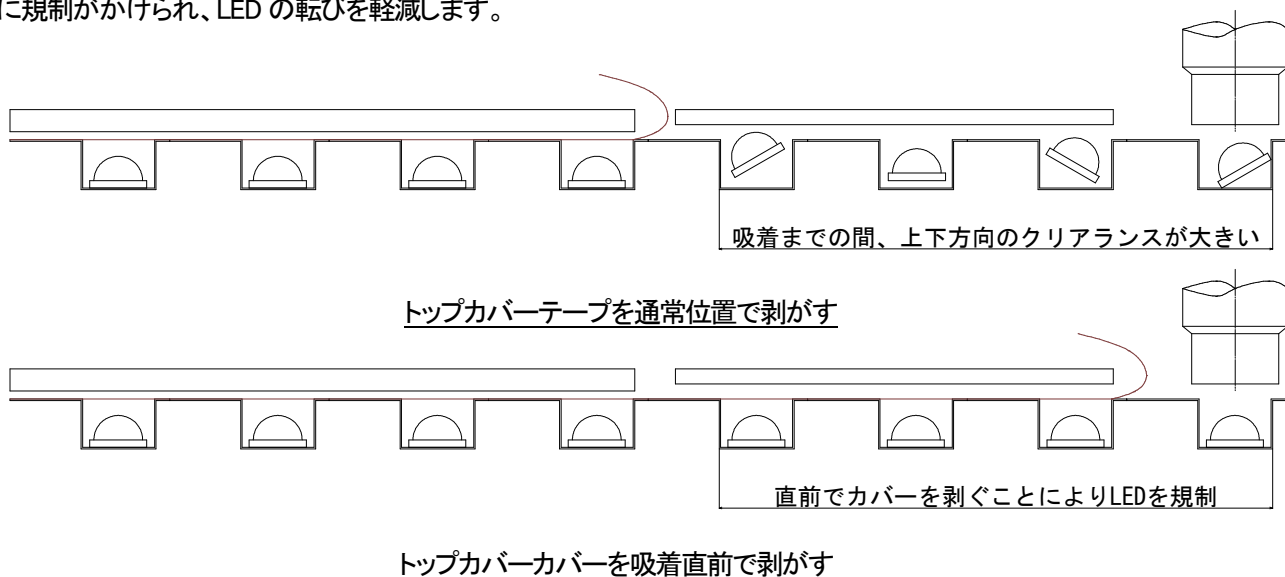 に規制がかけられ、LED の転びを軽減します。
吸着までの間、上下方向のクリアランスが大きい
トップカバーテープを通常位置で剥がす
直前でカバーを剥ぐことによりLEDを規制
トップカバーカバーを吸着直前で剥がす